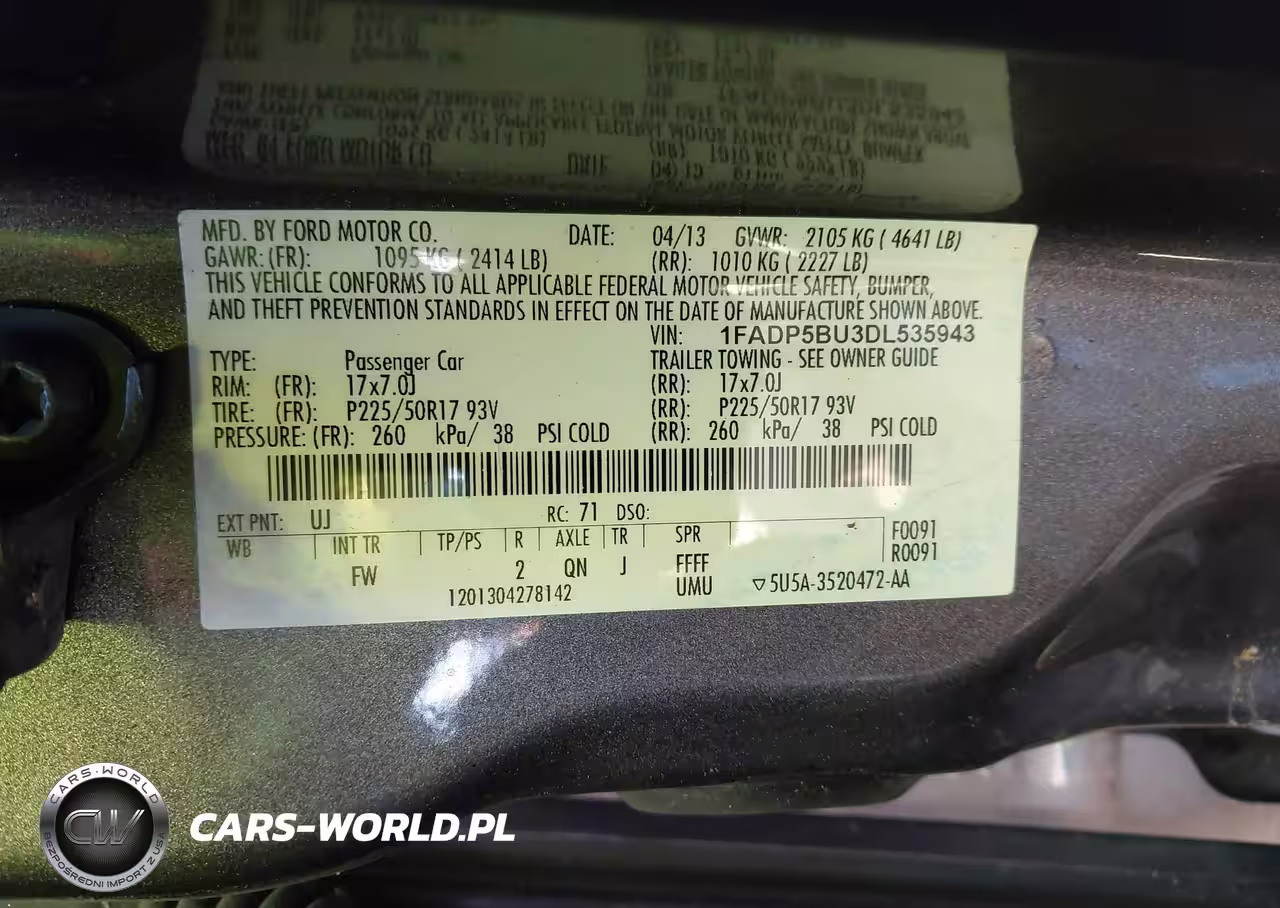 MFD. BY FORD MOTOR CO. DATE: 04/13 GVWR: 2105 KG ( 4641 LB)
GAWR: (FR): 1095 KG ( 2414 LB) (RR): 1010 KG ( 2227 LB)
THIS VEHICLE CONFORMS TO ALL APPLICABLE FEDERAL MOTOR VEHICLE SAFETY, BUMPER,
AND THEFT PREVENTION STANDARDS IN EFFECT ON THE DATE OF MANUFACTURE SHOWN ABOVE.
VIN: 1FADP5BU3DL535943
TYPE: Passenger Car TRAILER TOWING - SEE OWNER GUIDE
RIM: (FR): 17x7.0J (RR): 17x7.0J
TIRE: (FR): P225/50R17 93V (RR): P225/50R17 93V
PRESSURE: (FR): 260 kPa/ 38 PSI COLD (RR): 260 kPa/ 38 PSI COLD
EXT PNT: UJ RC: 71 DSO:
WB INT TR TP/PS R AXLE TR SPR F0091
R0091
FW 2 QN J FFFF
1201304278142 UMU ▽5U5A-3520472-AA
CARS-WORLD
CW
BEZPOŚREDNI IMPORT Z USA
CARS-WORLD.PL